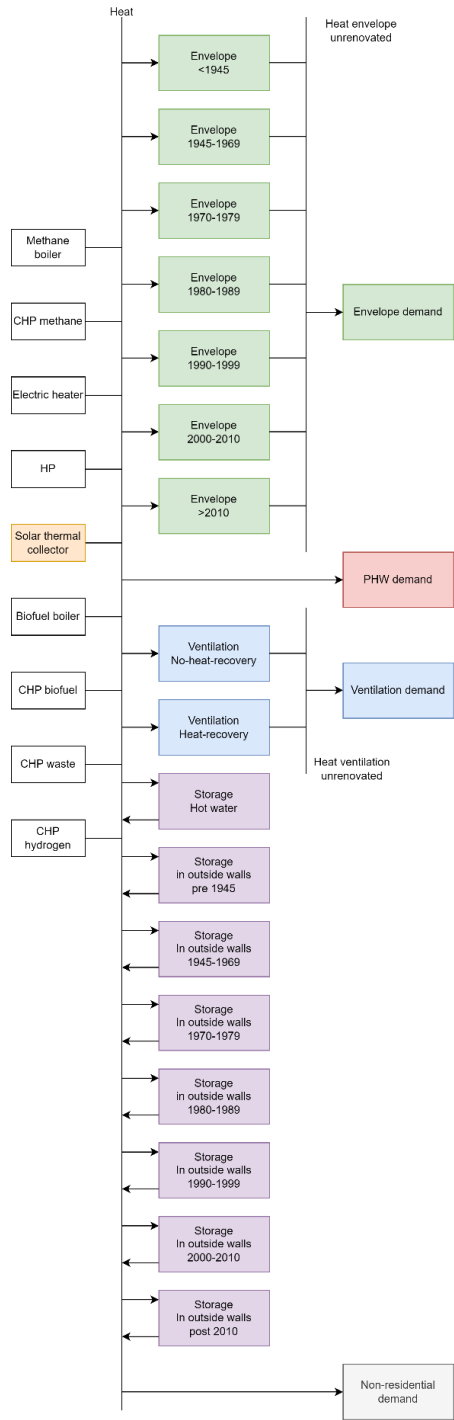 Heat
Heat envelope
unrenovated
Envelope
<1945
Envelope
1945-1969
Envelope
1970-1979
Methane
boiler
Envelope
1980-1989
CHP methane
Envelope demand
Envelope
1990-1999
Electric heater
Envelope
2000-2010
HP
Envelope
>2010
Solar thermal
collector
PHW demand
Biofuel boiler
Ventilation
No-heat-recovery
CHP biofuel
Ventilation demand
Ventilation
Heat-recovery
CHP waste
Heat ventilation
unrenovated
Storage
Hot water
CHP
hydrogen
Storage
in outside walls
pre 1945
Storage
In outside walls
1945-1969
Storage
In outside walls
1970-1979
Storage
in outside walls
1980-1989
Storage
In outside walls
1990-1999
Storage
In outside walls
2000-2010
Storage
In outside walls
post 2010
Non-residential
demand